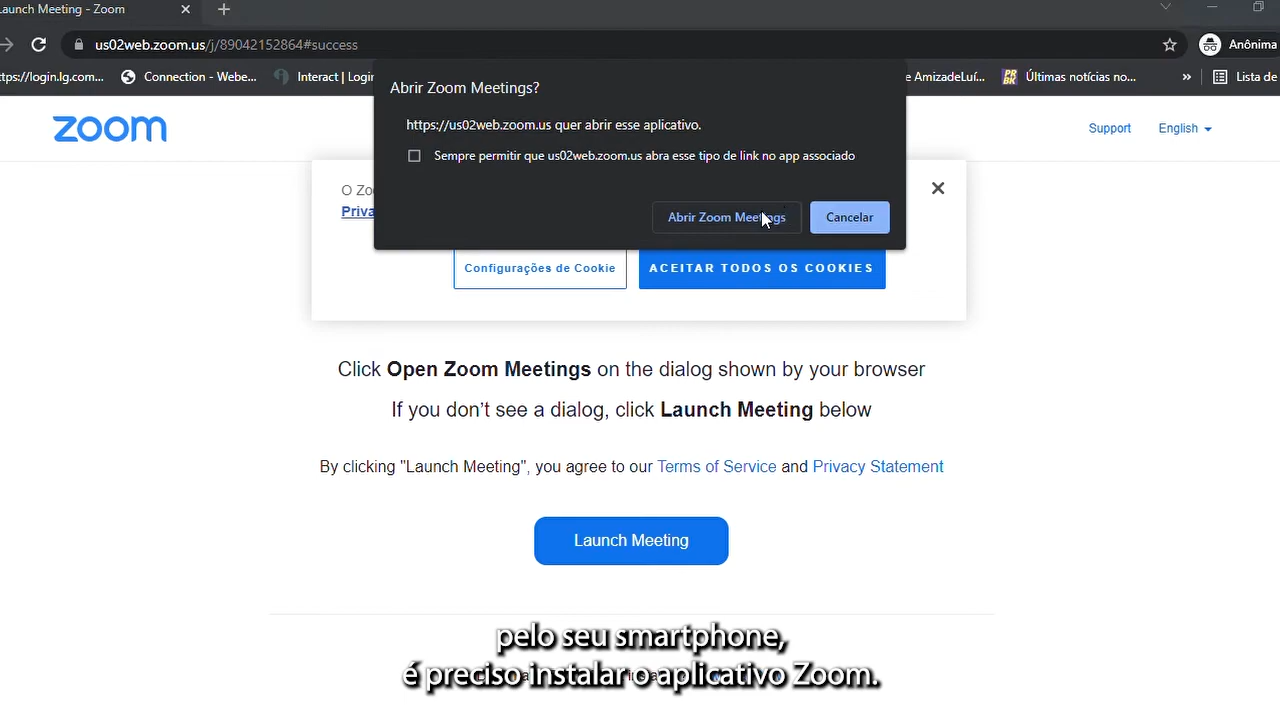 Launch Meeting - Zoom
us02web.zoom.us/j/89042152864#success
Anônima
tps://login.lg.com...
Connection - Webe...
Interact | Login
e AmizadeLuí...
Últimas notícias no...
»
Lista de
Abrir Zoom Meetings?
https://us02web.zoom.us quer abrir esse aplicativo.
Sempre permitir que us02web.zoom.us abra esse tipo de link no app associado
Abrir Zoom Meetings
Cancelar
zoom
Support
English
O Zo
Priva
Configurações de Cookie
ACEITAR TODOS OS COOKIES
Click Open Zoom Meetings on the dialog shown by your browser
If you don't see a dialog, click Launch Meeting below
By clicking "Launch Meeting", you agree to our Terms of Service and Privacy Statement
Launch Meeting
pelo seu smartphone,
é preciso instalar o aplicativo Zoom.